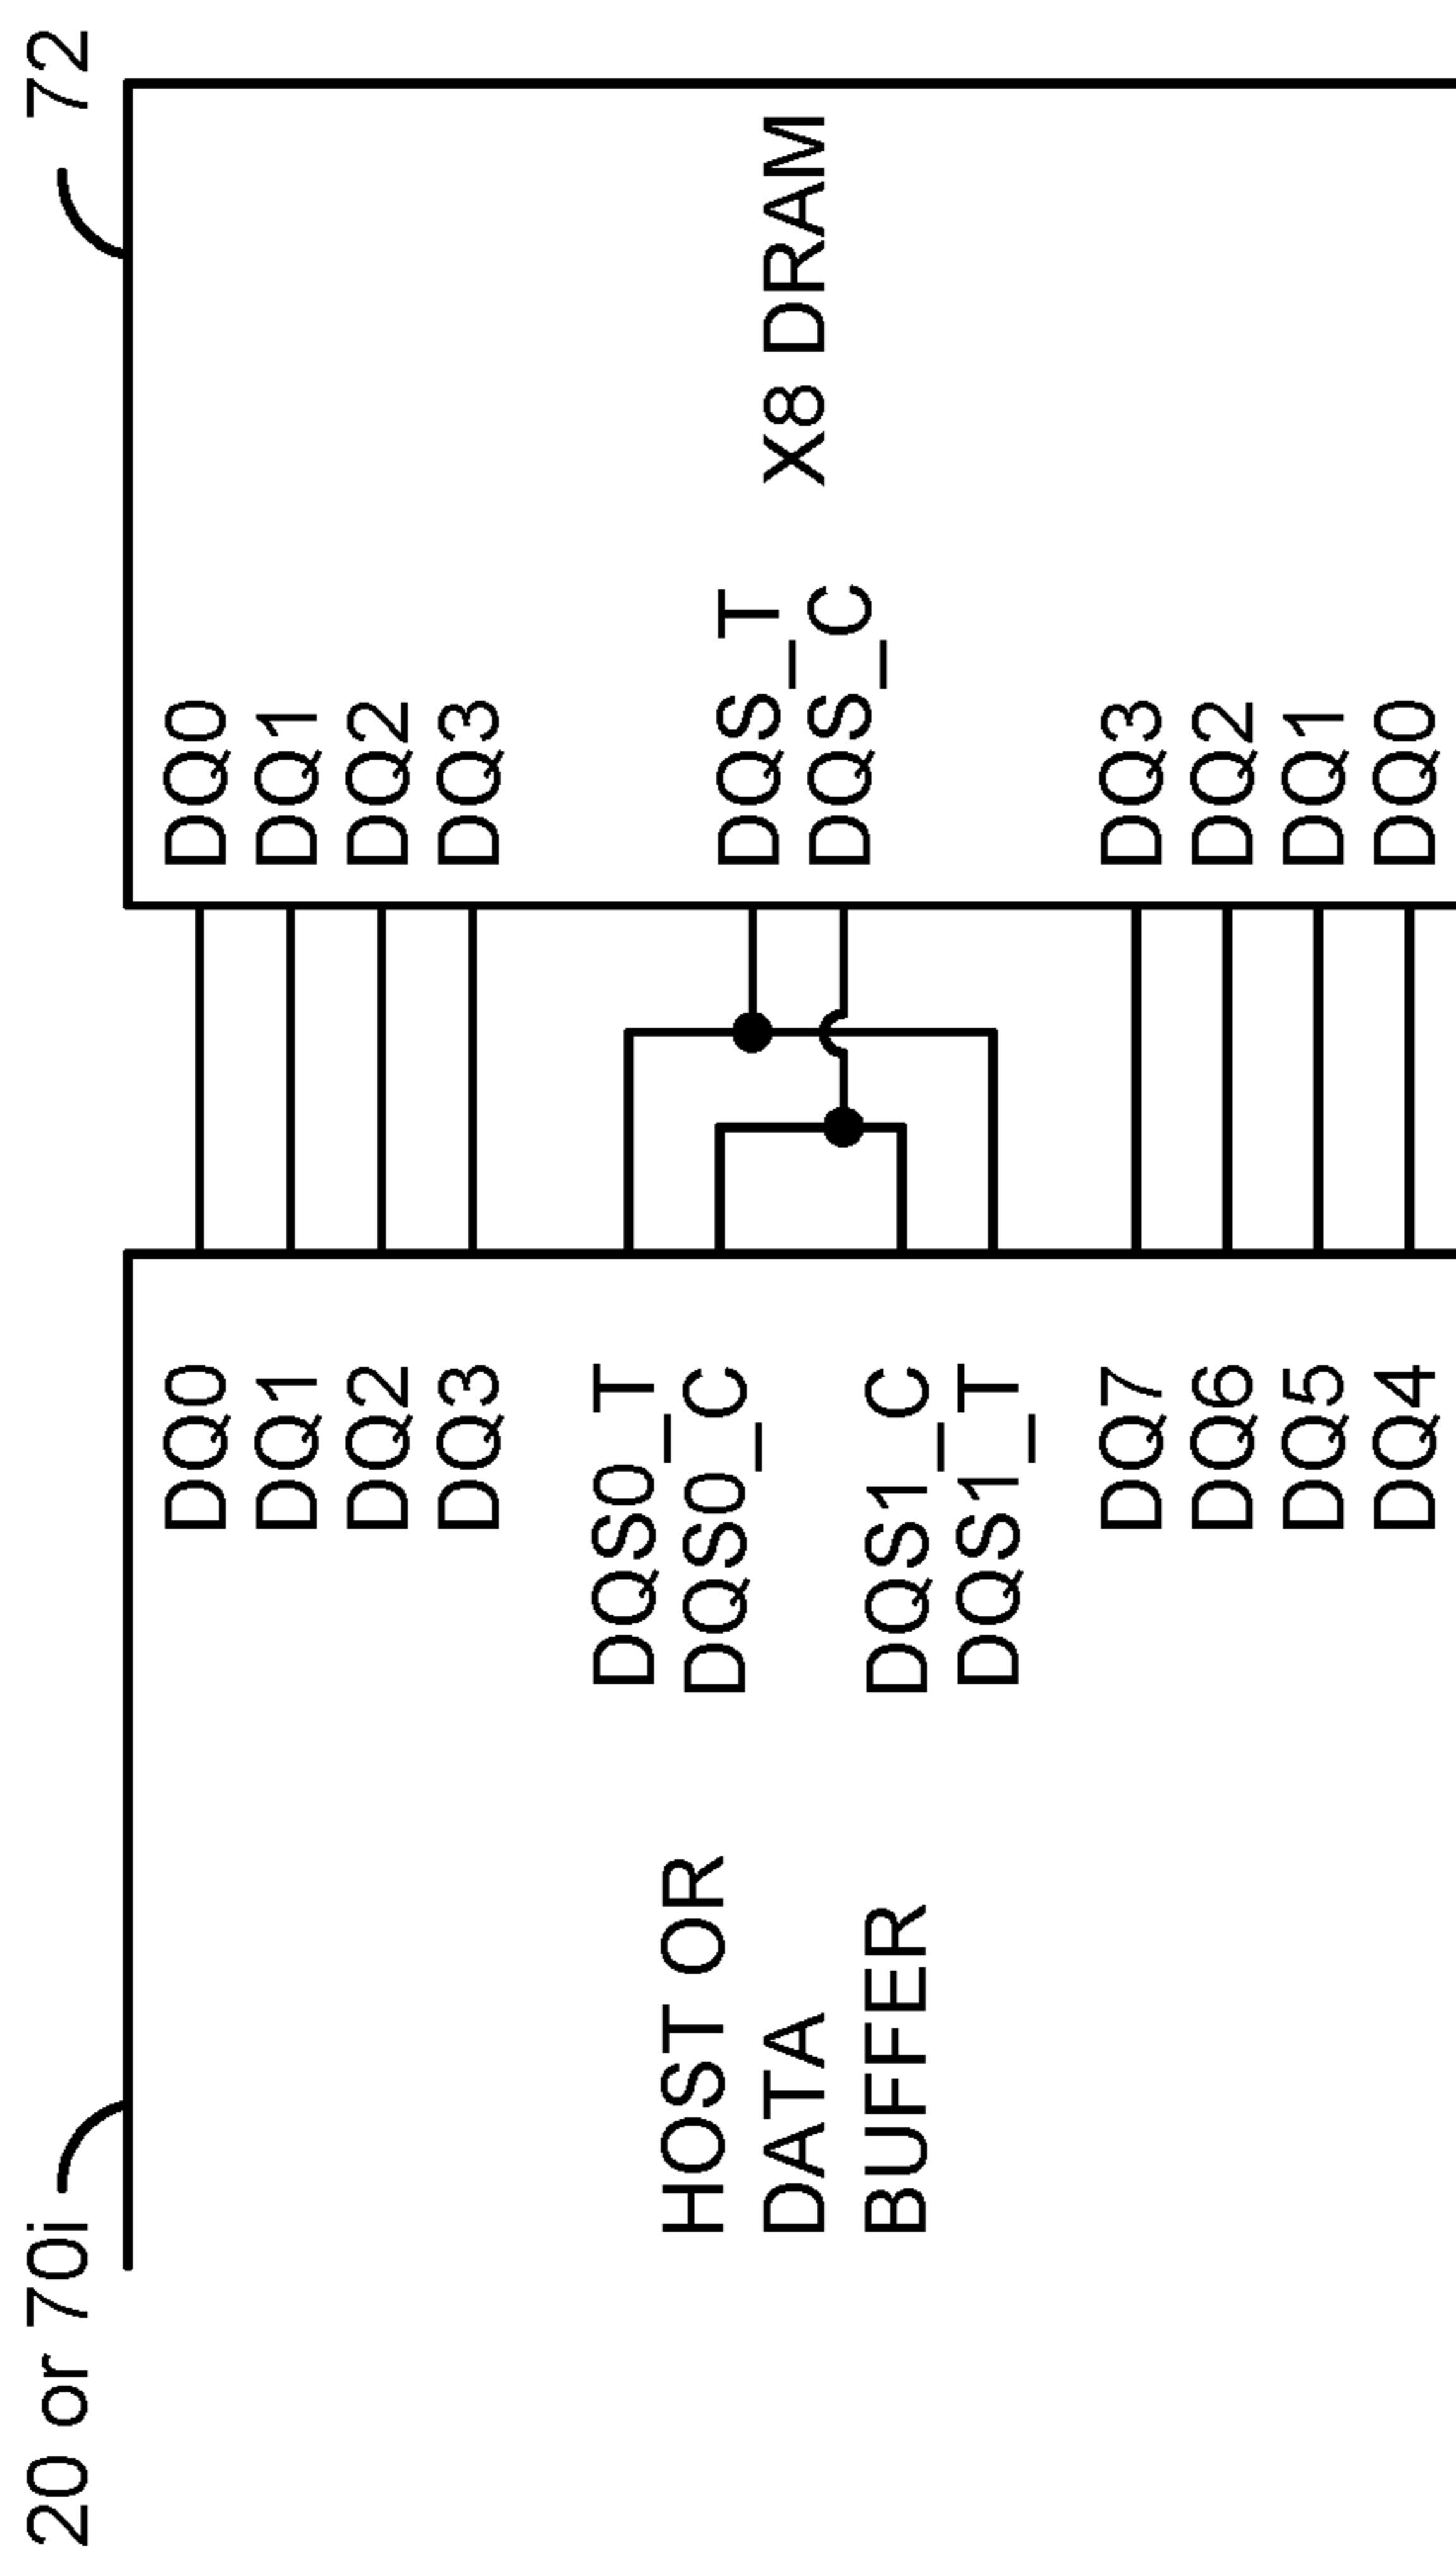 20 or 70i
72
DQ0
DQ1
DQ2
DQ3
DQS0_T
DQS0_C
DQS1_C
DQS1_T
DQ7
DQ6
DQ5
DQ4
HOST OR
DATA
BUFFER
DQ0
DQ1
DQ2
DQ3
DQS_T
DQS_C
DQ3
DQ2
DQ1
DQ0
X8 DRAM